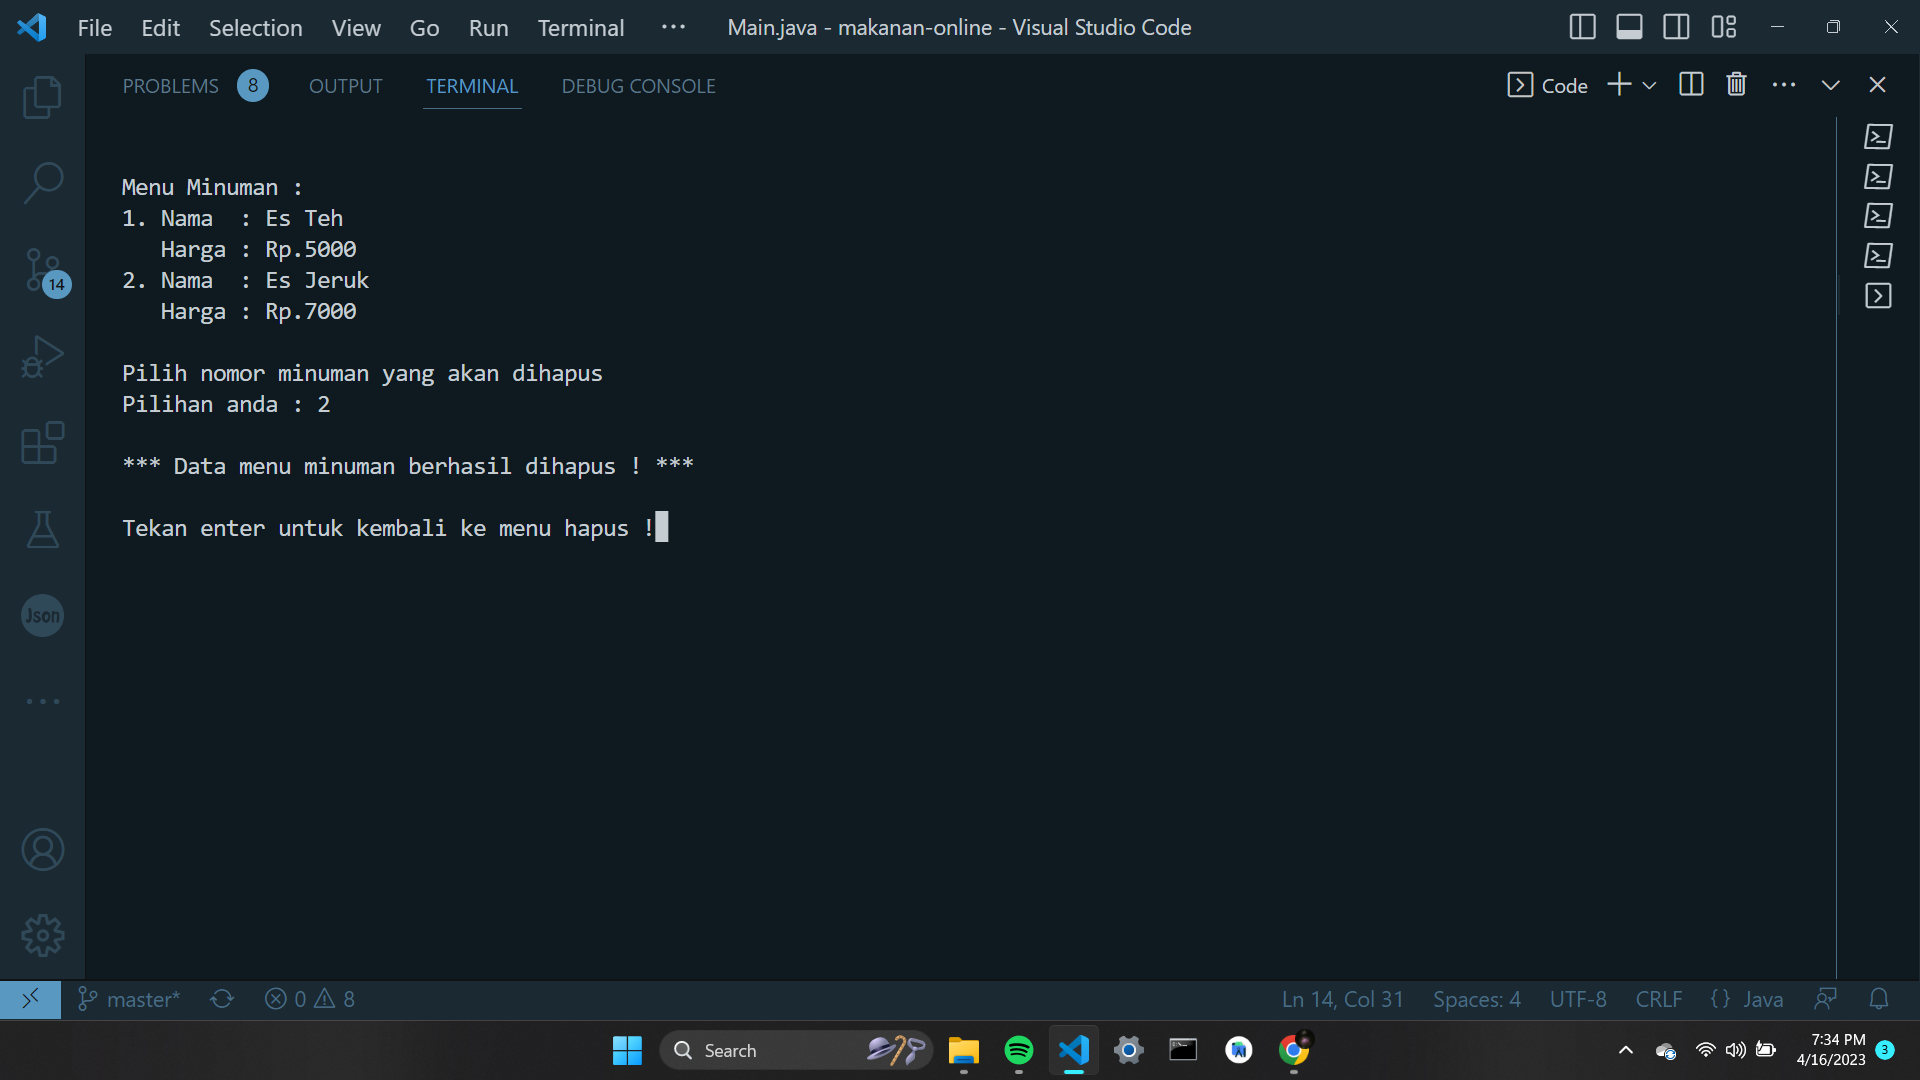 File Edit Selection View Go Run Terminal ··· Main.java - makanan-online - Visual Studio Code
PROBLEMS 8 OUTPUT TERMINAL DEBUG CONSOLE Code
Menu Minuman :
1. Nama  : Es Teh
   Harga : Rp.5000
2. Nama  : Es Jeruk
   Harga : Rp.7000
Pilih nomor minuman yang akan dihapus
Pilihan anda : 2
*** Data menu minuman berhasil dihapus ! ***
Tekan enter untuk kembali ke menu hapus !
14
Json
master* 0 8 Ln 14, Col 31 Spaces: 4 UTF-8 CRLF {} Java
Search
7:34 PM
4/16/2023
3